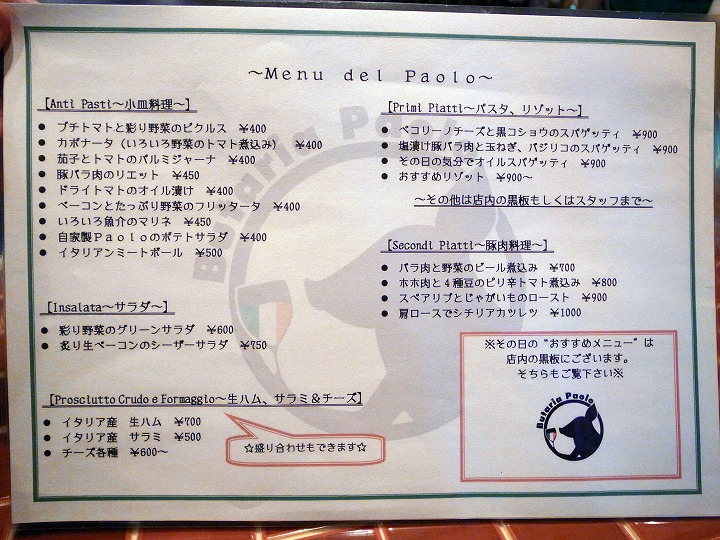 ～Menu del Paolo～
【Anti Pasti～小皿料理～】
● プチトマトと彩り野菜のピクルス ￥400
● カポナータ（いろいろ野菜のトマト煮込み） ￥400
● 茄子とトマトのパルミジャーナ ￥400
● 豚バラ肉のリエット ￥450
● ドライトマトのオイル漬け ￥400
● ベーコンとたっぷり野菜のフリッタータ ￥400
● いろいろ魚介のマリネ ￥450
● 自家製Ｐａｏｌｏのポテトサラダ ￥400
● イタリアンミートボール ￥500
【Insalata～サラダ～】
● 彩り野菜のグリーンサラダ ￥600
● 炙り生ベーコンのシーザーサラダ ￥750
【Prosciutto Crudo e Formaggio～生ハム、サラミ＆チーズ】
● イタリア産 生ハム ￥700
● イタリア産 サラミ ￥500
● チーズ各種 ￥600～
☆盛り合わせもできます☆
【Primi Piatti～パスタ、リゾット～】
● ペコリーノチーズと黒コショウのスパゲッティ ￥900
● 塩漬け豚バラ肉と玉ねぎ、バジリコのスパゲッティ ￥900
● その日の気分でオイルスパゲッティ ￥900
● おすすめリゾット ￥900～
～その他は店内の黒板もしくはスタッフまで～
【Secondi Piatti～豚肉料理～】
● バラ肉と野菜のビール煮込み ￥700
● ホホ肉と４種豆のピリ辛トマト煮込み ￥800
● スペアリブとじゃがいものロースト ￥900
● 肩ロースでシチリアカツレツ ￥1000
※その日の“おすすめメニュー”は
店内の黒板にございます。
そちらもご覧下さい※
Butaria Paolo
Butaria Paolo